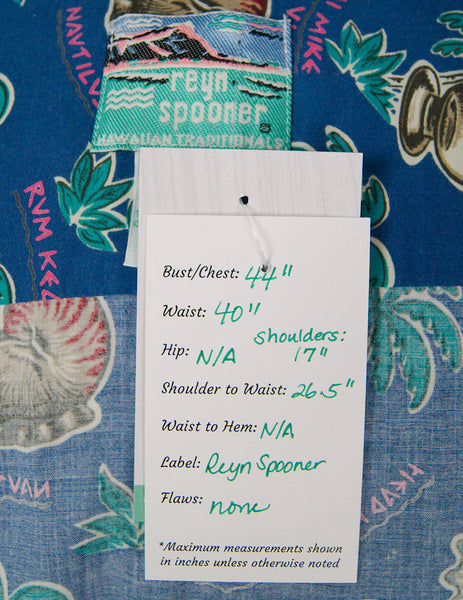 NAUTILUS
reyn
spooner
HAWAIIAN TRADITIONALS
RUM KEG
Bust/Chest: 44"
Waist: 40"
Shoulders:
Hip: N/A 17"
Shoulder to Waist: 26.5"
Waist to Hem: N/A
Label: Reyn Spooner
Flaws: none
*Maximum measurements shown
in inches unless otherwise noted